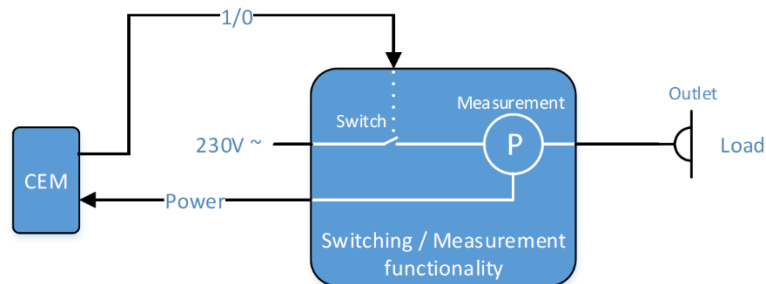 1/0
Outlet
Measurement
Switch
P
230V ~
Load
CEM
Power
Switching / Measurement
functionality